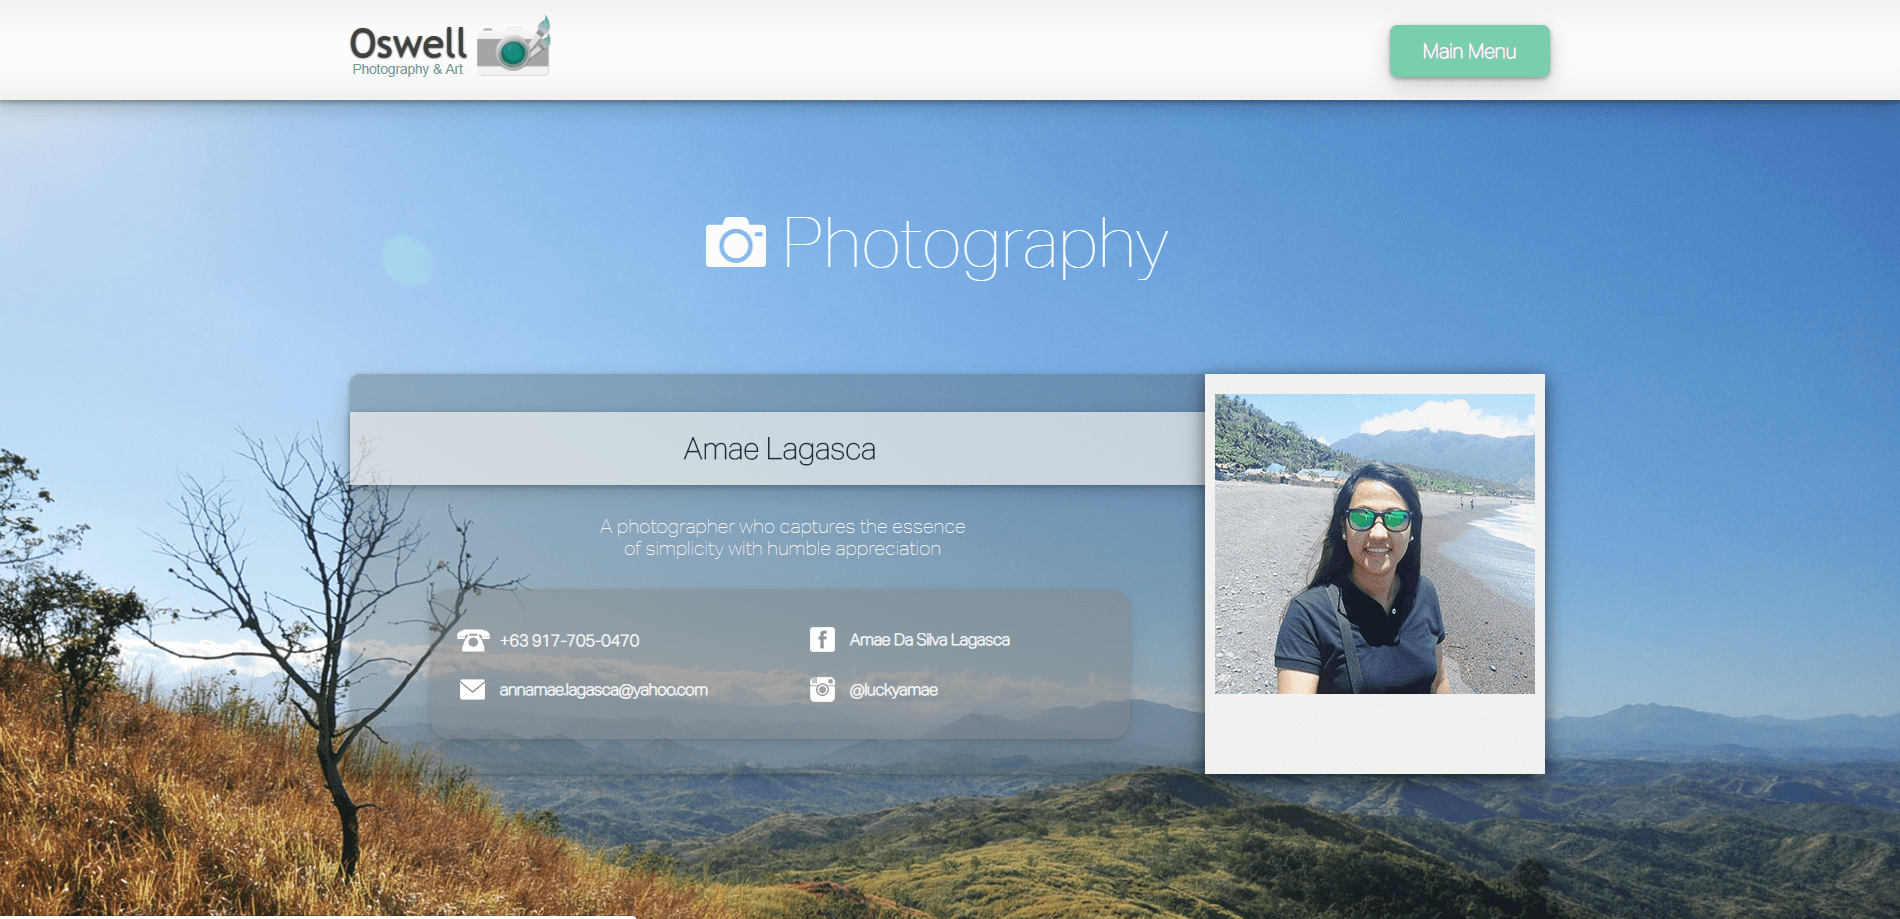 Oswell
Photography & Art
Main Menu
Photography
Amae Lagasca
A photographer who captures the essence
of simplicity with humble appreciation
+63 917-705-0470
Amae Da Silva Lagasca
annamae.lagasca@yahoo.com
@luckyamae